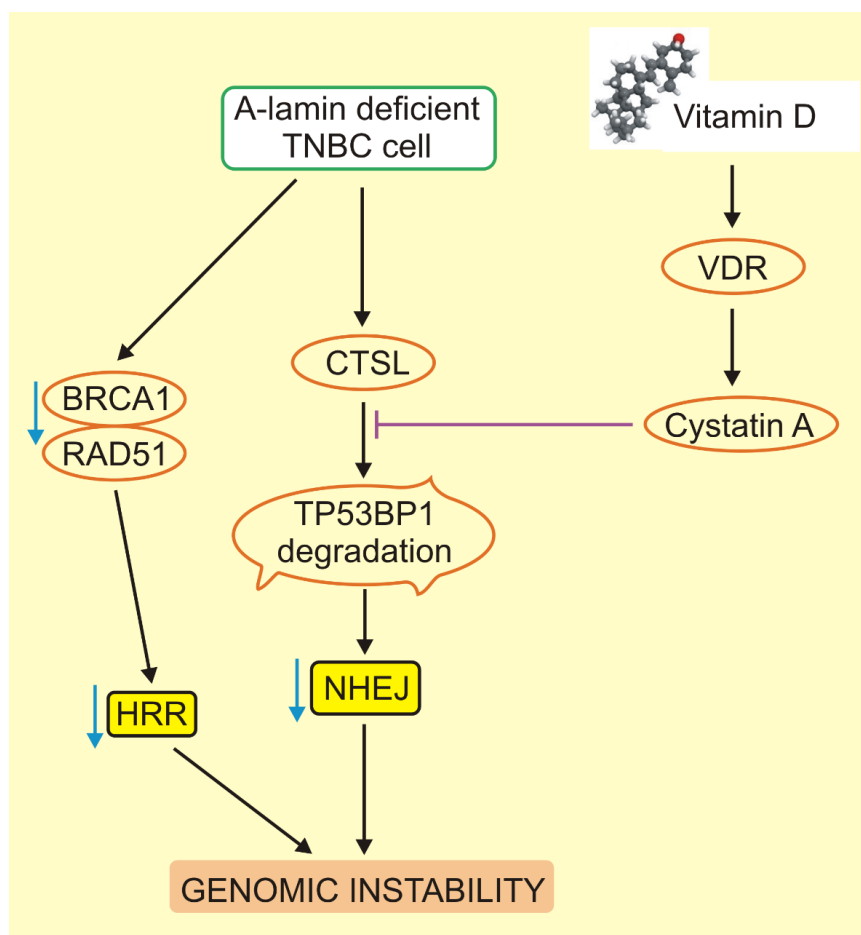 A-lamin deficient
TNBC cell
Vitamin D
VDR
CTSL
BRCA1
RAD51
Cystatin A
TP53BP1
degradation
NHEJ
HRR
GENOMIC INSTABILITY